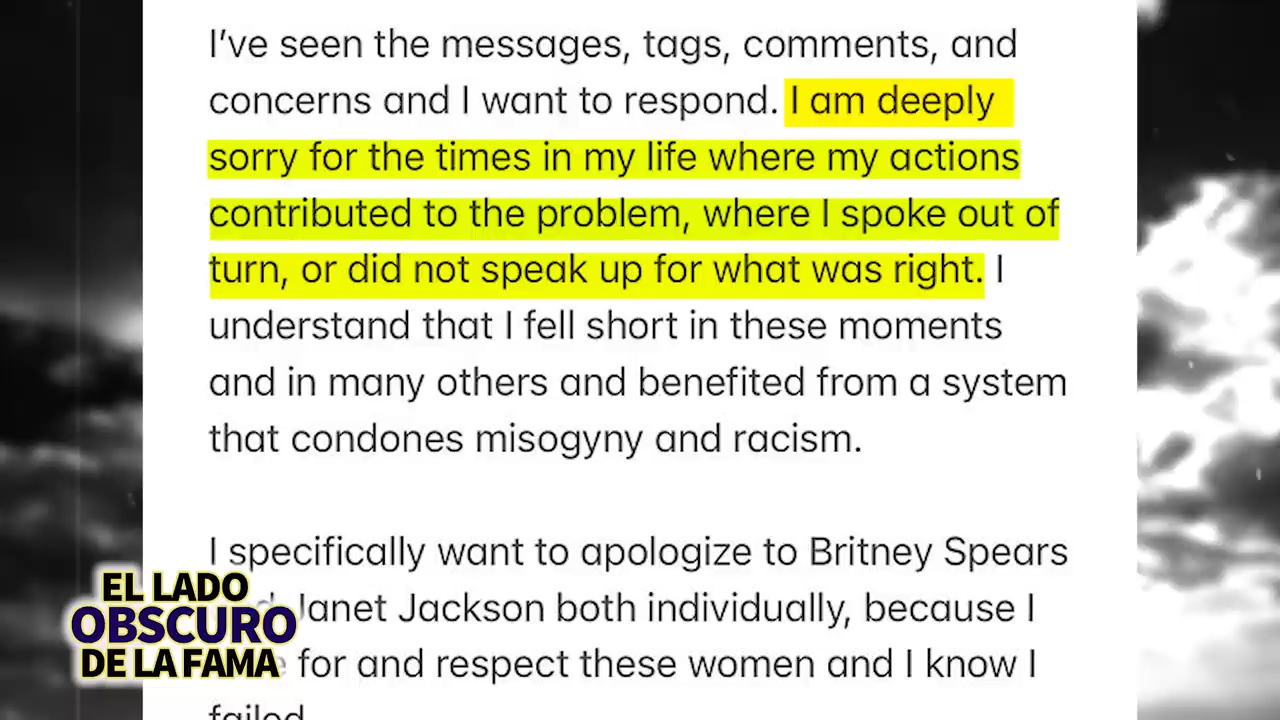 I've seen the messages, tags, comments, and
concerns and I want to respond. I am deeply
sorry for the times in my life where my actions
contributed to the problem, where I spoke out of
turn, or did not speak up for what was right. I
understand that I fell short in these moments
and in many others and benefited from a system
that condones misogyny and racism.
I specifically want to apologize to Britney Spears
Janet Jackson both individually, because I
for and respect these women and I know I
failed.
EL LADO
OBSCURO
DE LA FAMA